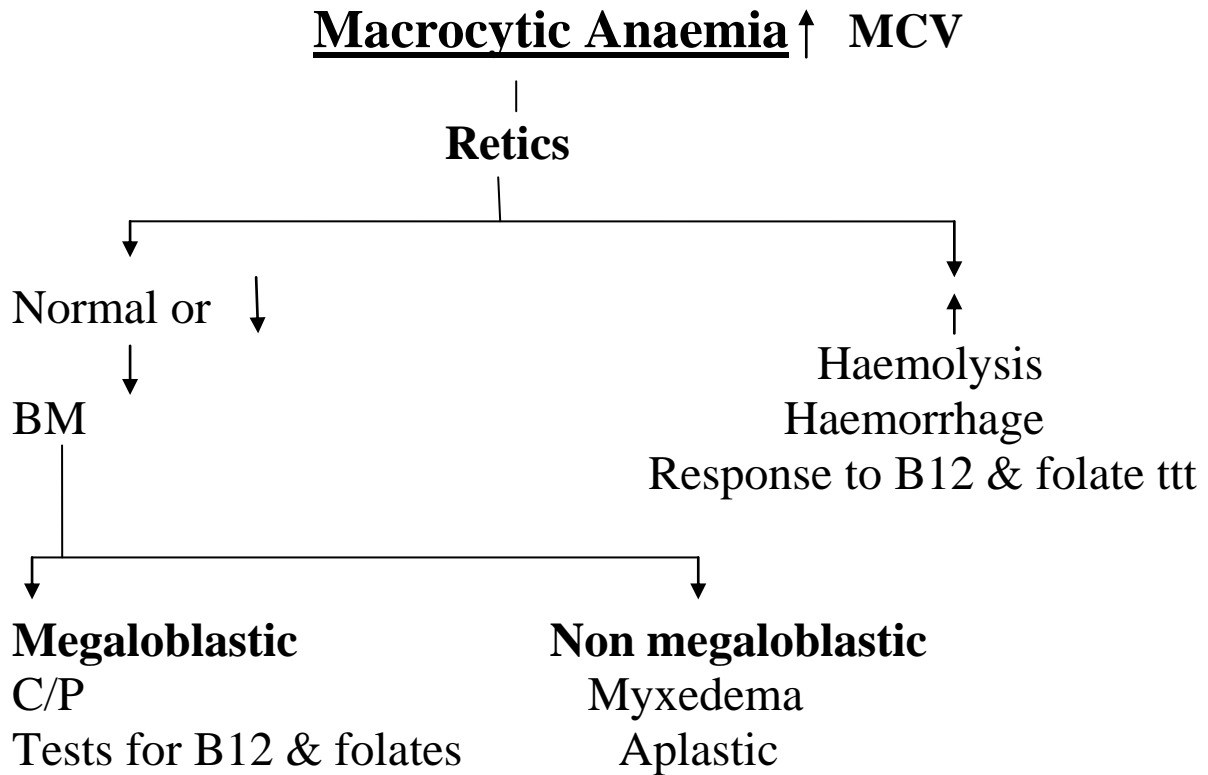 Macrocytic Anaemia ↑ MCV
Retics
Normal or ↓
↑
Haemolysis
BM
Haemorrhage
Response to B12 & folate ttt
Megaloblastic
Non megaloblastic
C/P
Myxedema
Tests for B12 & folates
Aplastic